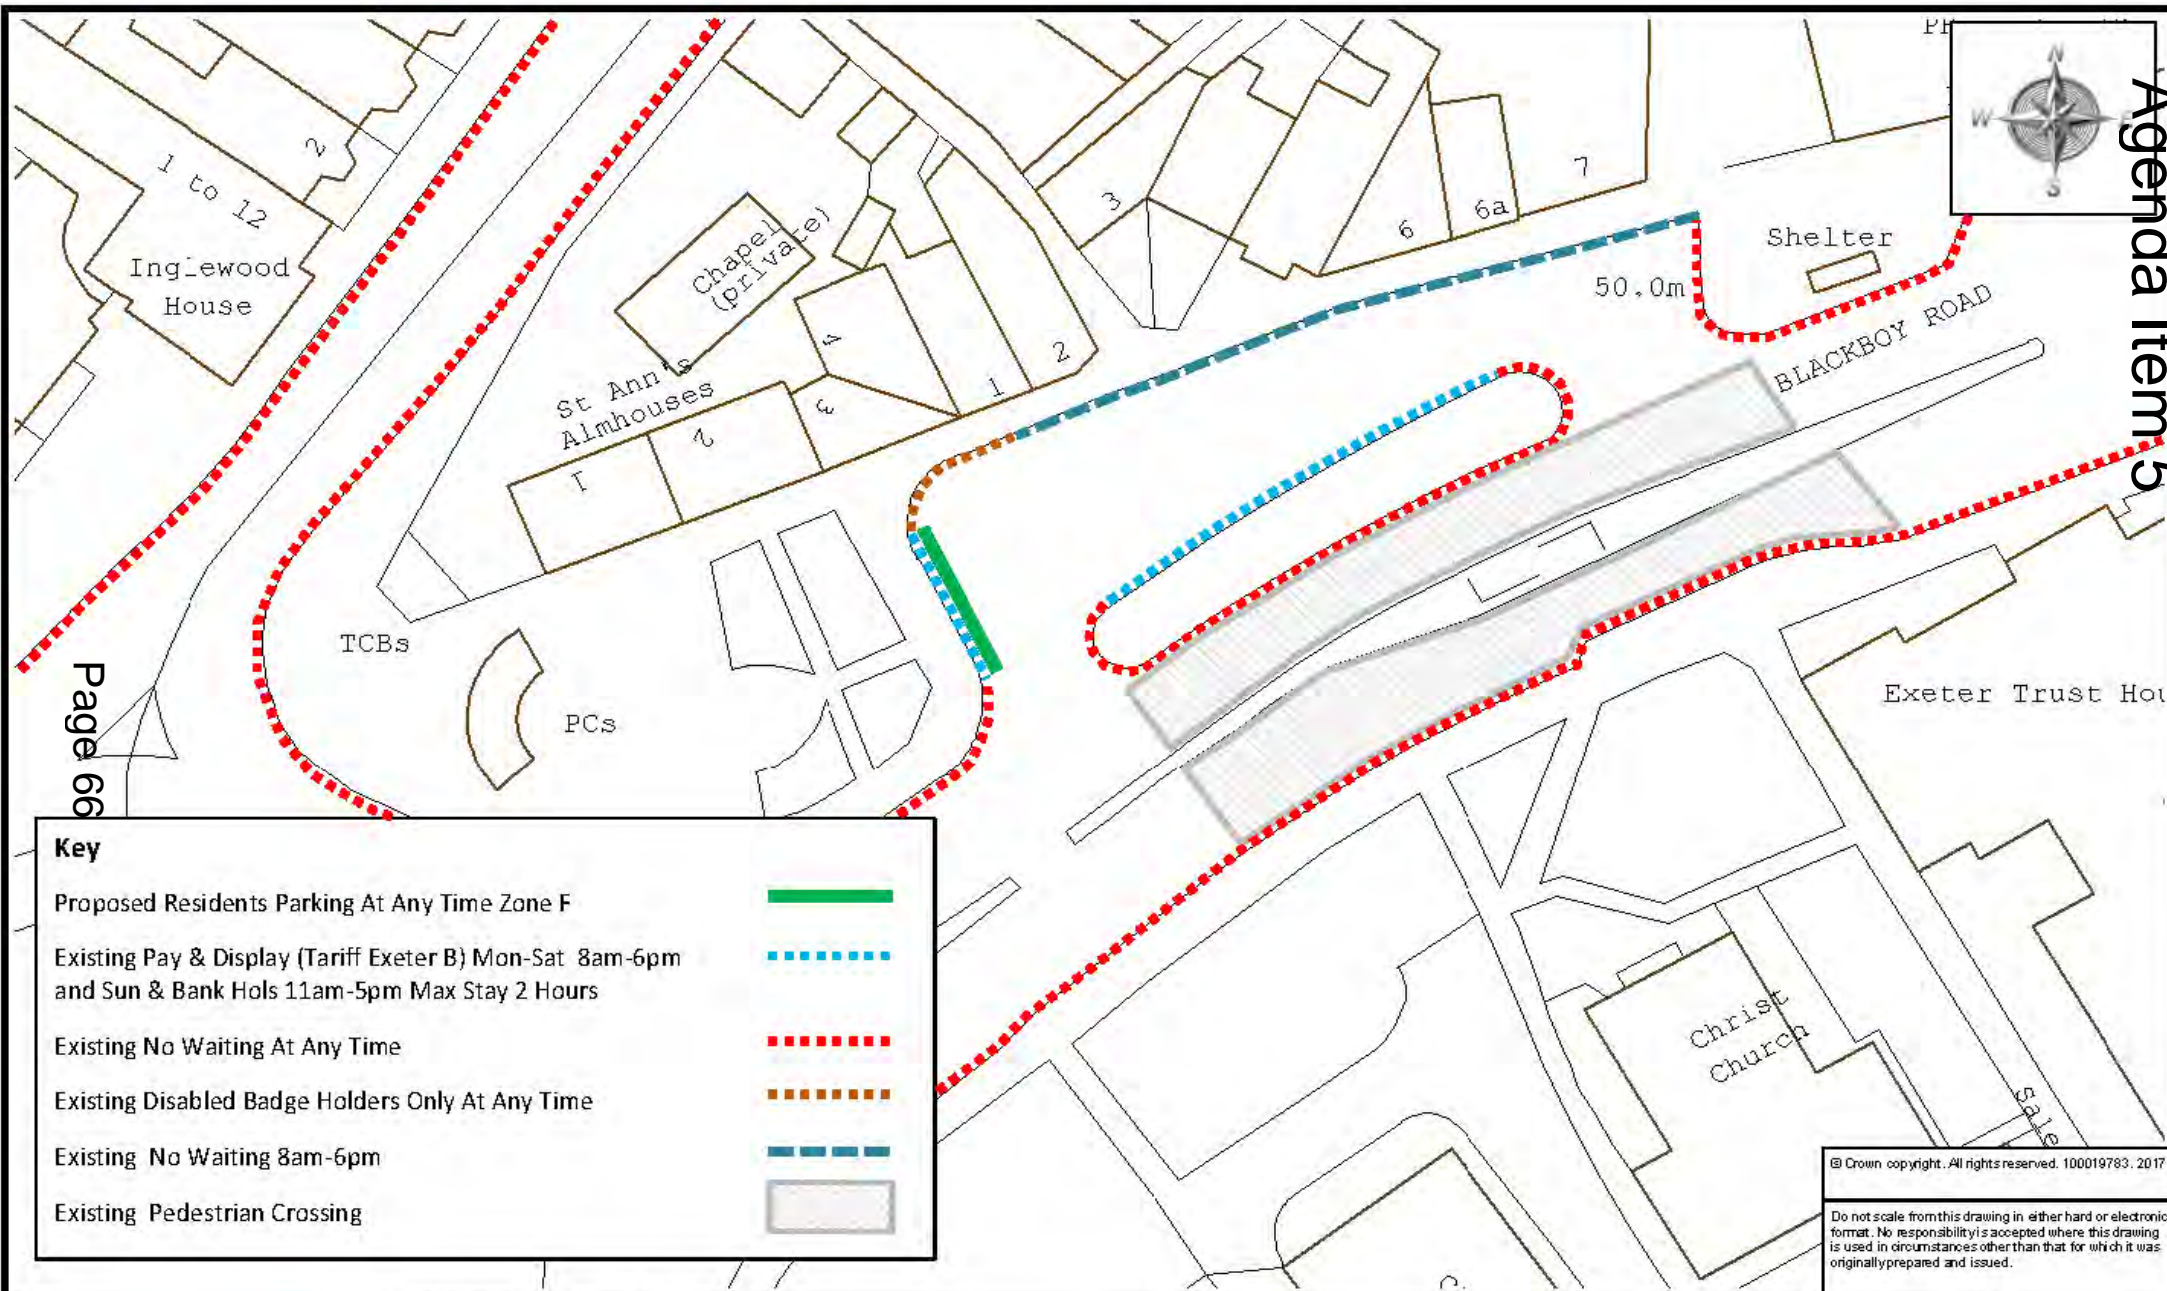 Agenda Item 5
Page 66
N
W
E
S
1 to 12
2
Inglewood
House
Chapel
(private)
4
3
St Ann's
Almhouses
1
2
3
1
2
6
6a
7
50.0m
Shelter
BLACKBOY ROAD
TCBs
PCs
Exeter Trust Hou
Christ
Church
Sale
Key
Proposed Residents Parking At Any Time Zone F
Existing Pay & Display (Tariff Exeter B) Mon-Sat 8am-6pm
and Sun & Bank Hols 11am-5pm Max Stay 2 Hours
Existing No Waiting At Any Time
Existing Disabled Badge Holders Only At Any Time
Existing No Waiting 8am-6pm
Existing Pedestrian Crossing
© Crown copyright. All rights reserved. 100019783. 2017
Do not scale from this drawing in either hard or electronic
format. No responsibility is accepted where this drawing
is used in circumstances other than that for which it was
originally prepared and issued.